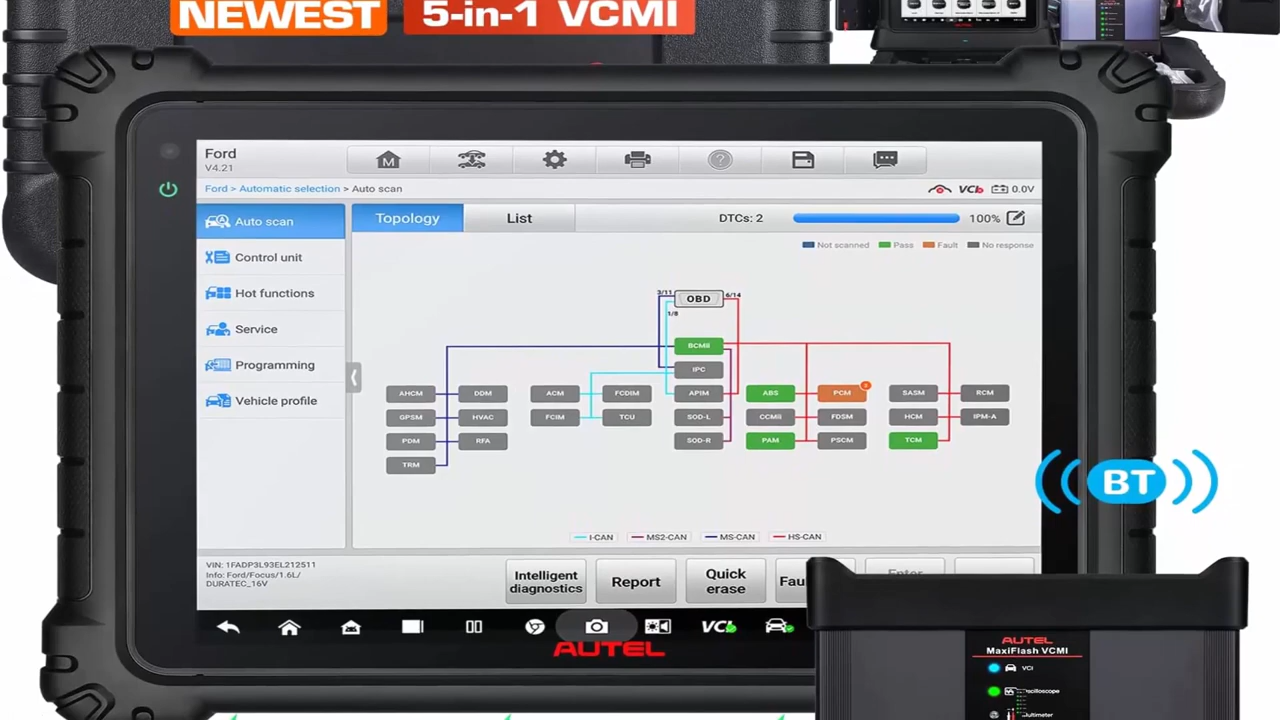 NEWEST
5-in-1 VCMI
Ford
V4.21
M
?
Ford > Automatic selection > Auto scan
VCI
0.0V
Auto scan
Control unit
Hot functions
Service
Programming
Vehicle profile
Topology
List
DTCs: 2
100%
Not scanned
Pass
Fault
No response
3/11
OBD
6/14
1/8
BCMii
IPC
AHCM
DDM
ACM
FCDIM
APIM
ABS
PCM
SASM
RCM
GPSM
HVAC
FCIM
TCU
SOD-L
CCMii
FDSM
HCM
IPM-A
PDM
RFA
SOD-R
PAM
PSCM
TCM
TRM
I-CAN
MS2-CAN
MS-CAN
HS-CAN
VIN: 1FADP3L93EL212511
Info: Ford/Focus/1.6L/
DURATEC_16V
Intelligent
diagnostics
Report
Quick
erase
Fau
Enter
VCI
AUTEL
BT
AUTEL
MaxiFlash VCMI
VCI